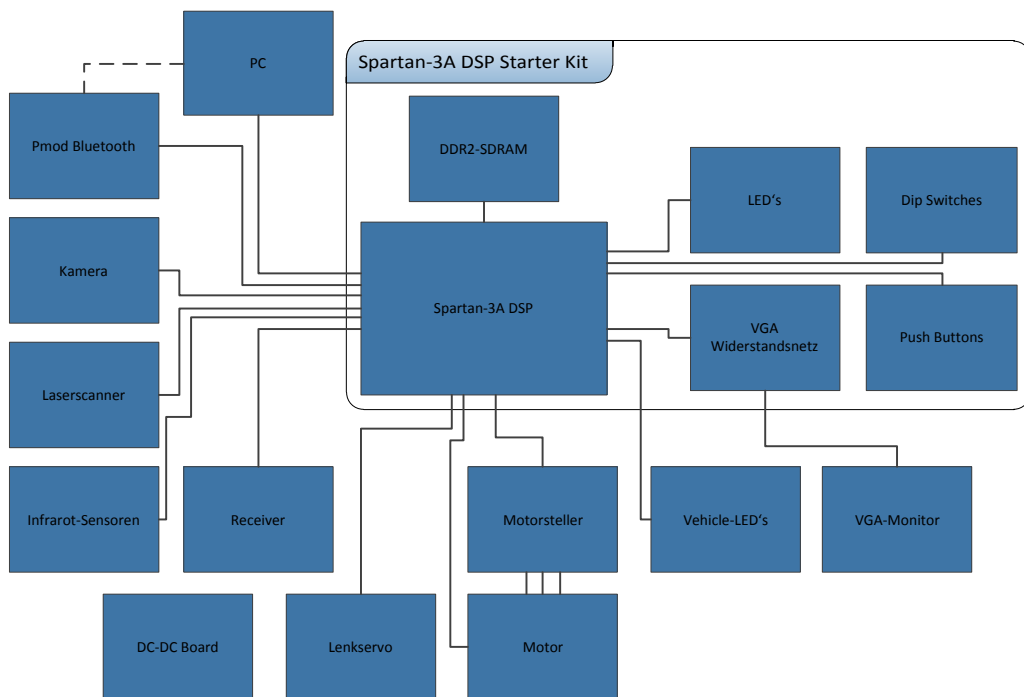 PC
Spartan-3A DSP Starter Kit
Pmod Bluetooth
DDR2-SDRAM
LED‘s
Dip Switches
Kamera
Spartan-3A DSP
VGA
Widerstandsnetz
Push Buttons
Laserscanner
Infrarot-Sensoren
Receiver
Motorsteller
Vehicle-LED‘s
VGA-Monitor
DC-DC Board
Lenkservo
Motor